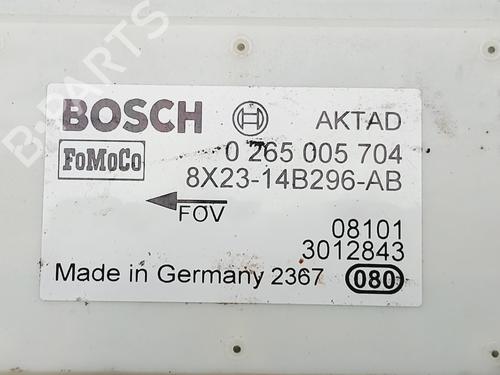 BOSCH AKTAD
FoMoCo 0 265 005 704
8X23-14B296-AB
FOV
08101
3012843
Made in Germany 2367 080
B-PARTS